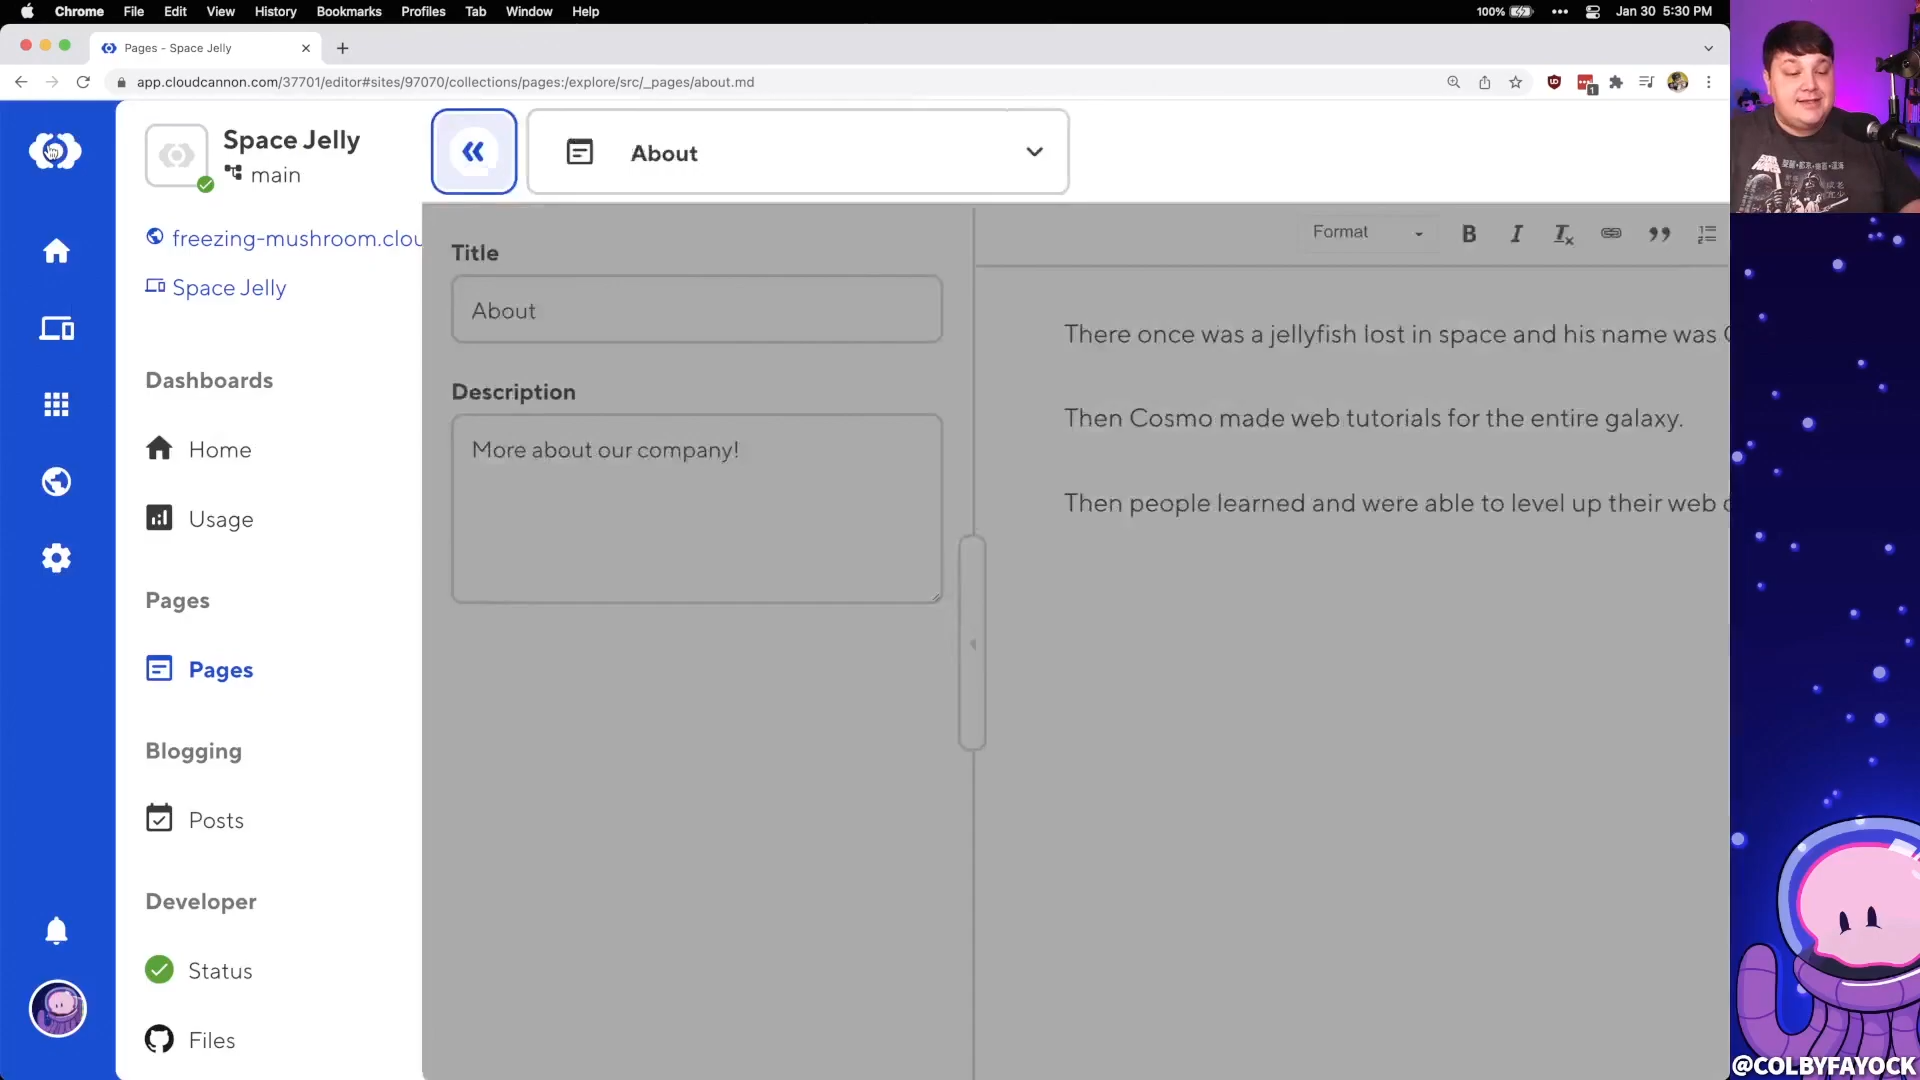 Chrome File Edit View History Bookmarks Profiles Tab Window Help 100% Jan 30 5:30 PM
Pages - Space Jelly
app.cloudcannon.com/37701/editor#sites/97070/collections/pages:/explore/src/_pages/about.md
1
Space Jelly
main
About
freezing-mushroom.clou
Space Jelly
Title
About
Format B I Tx
There once was a jellyfish lost in space and his name was
Description
More about our company!
Then Cosmo made web tutorials for the entire galaxy.
Then people learned and were able to level up their web
Dashboards
Home
Usage
Pages
Pages
Blogging
Posts
Developer
Status
Files
@COLBYFAYOCK